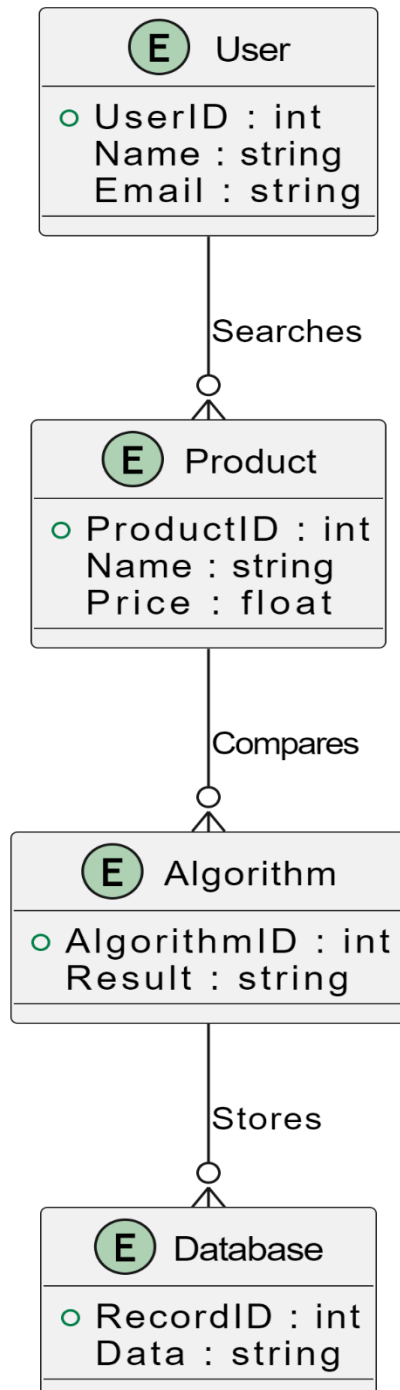 E User
UserID : int
Name : string
Email : string
Searches
E Product
ProductID : int
Name : string
Price : float
Compares
E Algorithm
AlgorithmID : int
Result : string
Stores
E Database
RecordID : int
Data : string